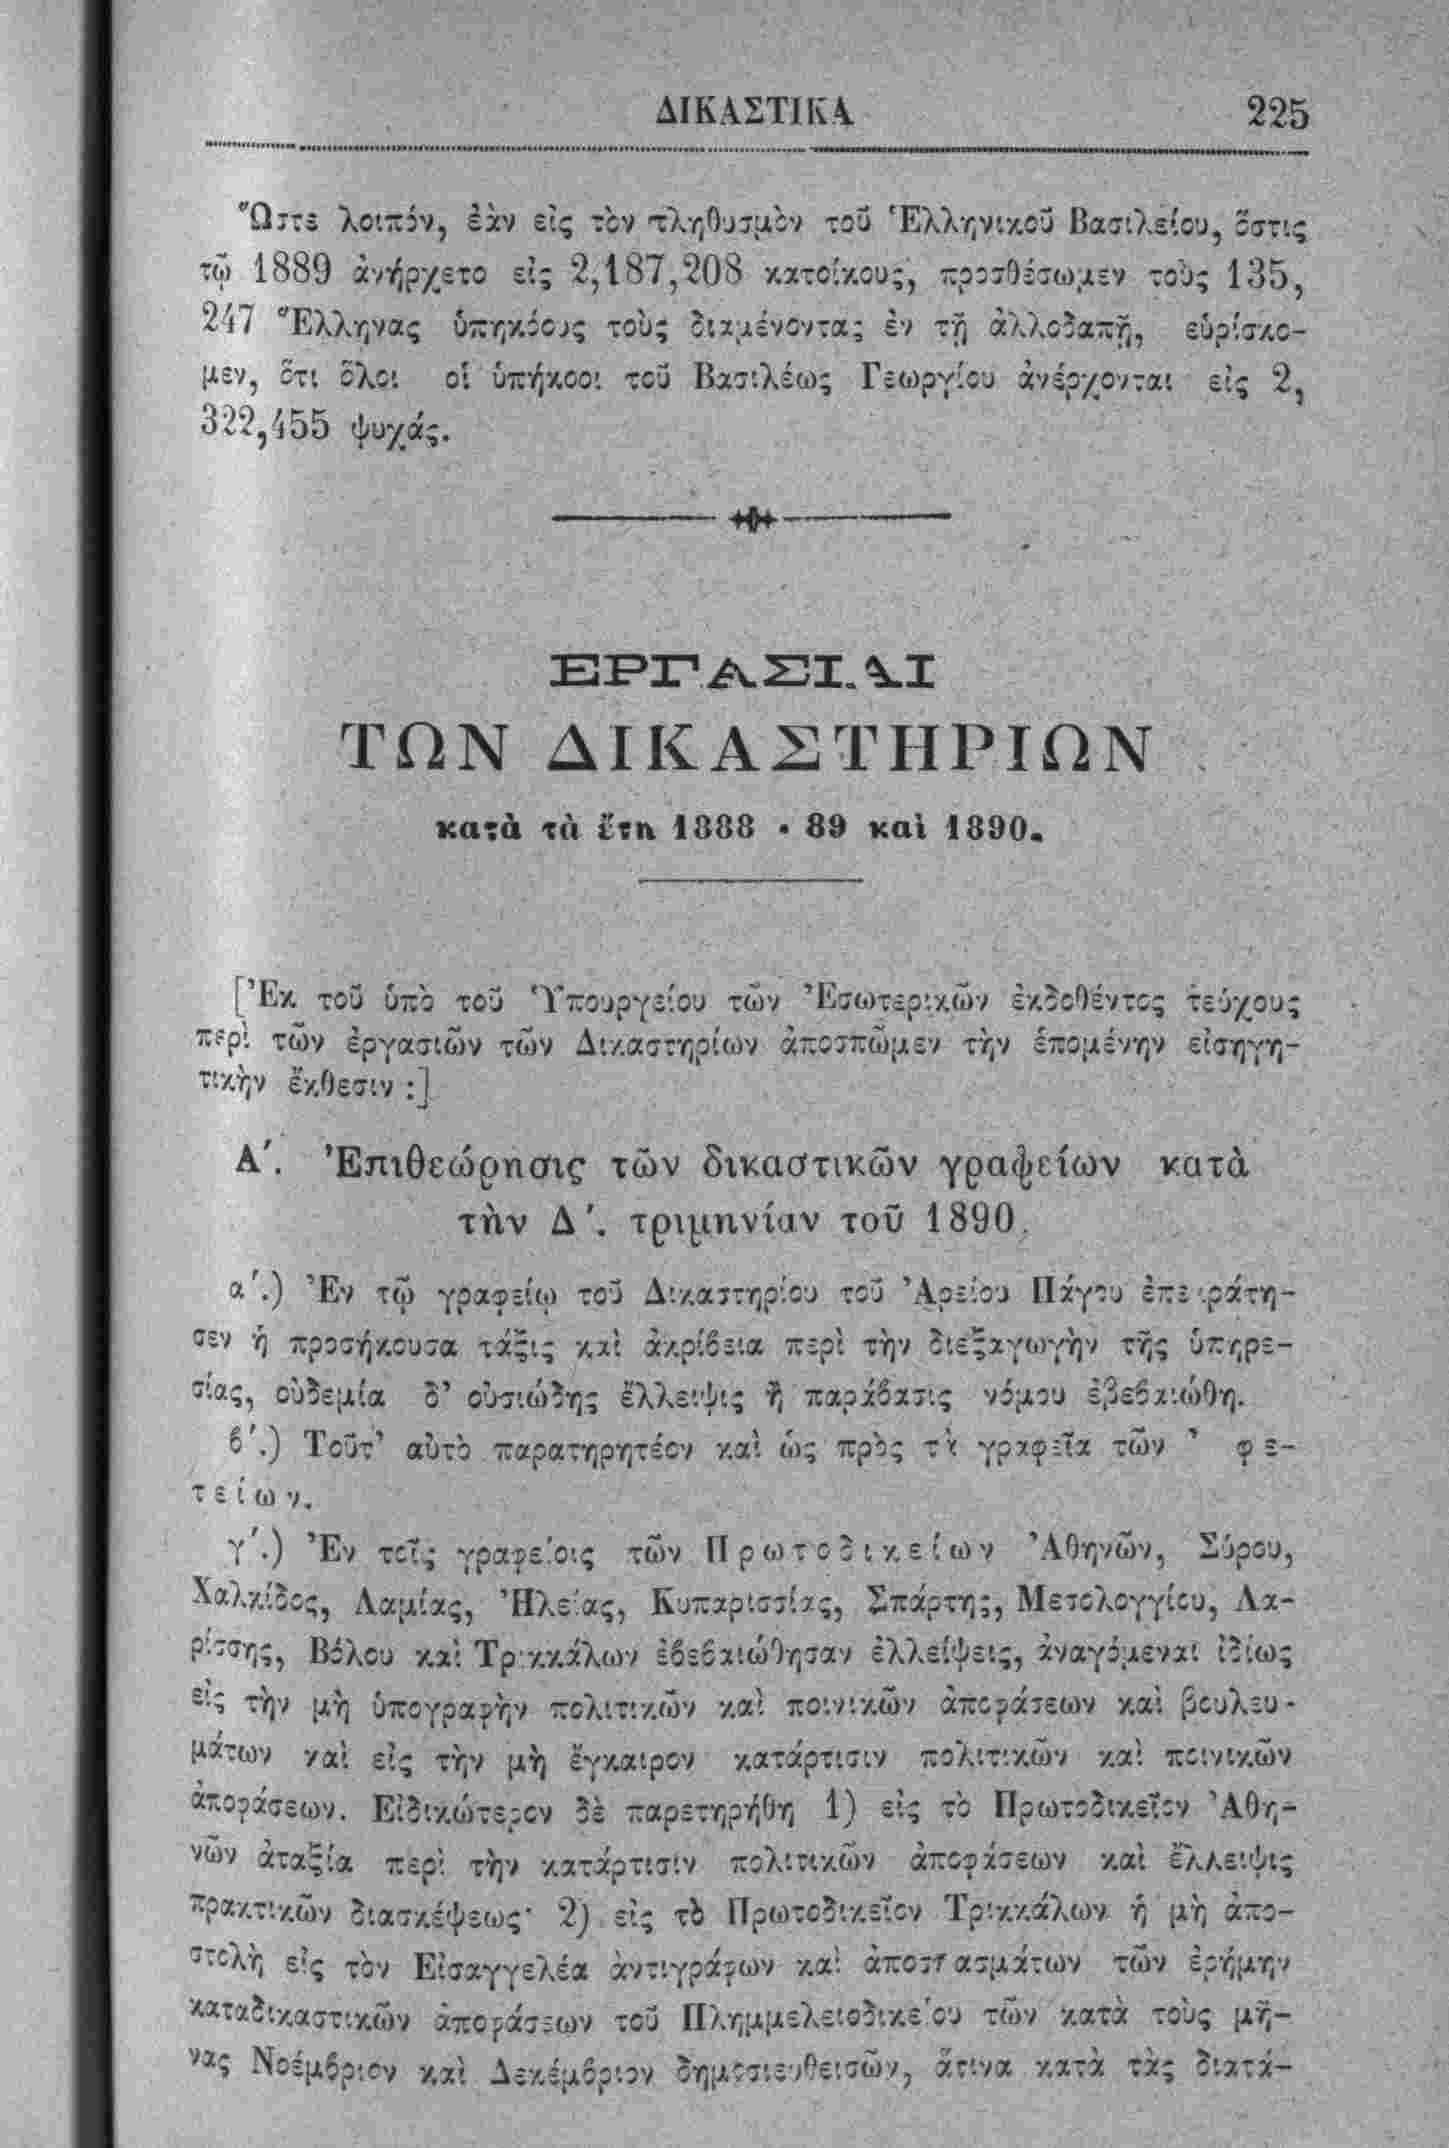 ΔΙΚΑΣΤΙΚΑ 225
Ὥστε λοιπόν, ἐὰν εἰς τὸν πληθυσμὸν τοῦ Ἑλληνικοῦ Βασιλείου, ὅστις
τῷ 1889 ἀνήρχετο εἰς 2,187,208 κατοίκους, προσθέσωμεν τοὺς 135,
247 Ἕλληνας ὑπηκόους τοὺς διαμένοντας ἐν τῇ ἀλλοδαπῇ, εὑρίσκο-
μεν, ὅτι ὅλοι οἱ ὑπήκοοι τοῦ Βασιλέως Γεωργίου ἀνέρχονται εἰς 2,
322,455 ψυχάς.
ΕΡΓΑΣΙΑΙ
ΤΩΝ ΔΙΚΑΣΤΗΡΙΩΝ
κατὰ τὰ ἔτη 1888 · 89 καὶ 1890.
[Ἐκ τοῦ ὑπὸ τοῦ Ὑπουργείου τῶν Ἐσωτερικῶν ἐκδοθέντος τεύχους
περὶ τῶν ἐργασιῶν τῶν Δικαστηρίων ἀποσπῶμεν τὴν ἑπομένην εἰσηγη-
τικὴν ἔκθεσιν :]
Α΄. Ἐπιθεώρησις τῶν δικαστικῶν γραφείων κατὰ
τὴν Δ΄. τριμηνίαν τοῦ 1890.
α΄.) Ἐν τῷ γραφείῳ τοῦ Δικαστηρίου τοῦ Ἀρείου Πάγου ἐπεκράτη-
σεν ἡ προσήκουσα τάξις καὶ ἀκρίβεια περὶ τὴν διεξαγωγὴν τῆς ὑπηρε-
σίας, οὐδεμία δ' οὐσιώδης ἔλλειψις ἢ παράβασις νόμου ἐβεβαιώθη.
β΄.) Τοῦτ' αὐτὸ παρατηρητέον καὶ ὡς πρὸς τὰ γραφεῖα τῶν ᾿ φε-
τείων.
γ΄.) Ἐν τοῖς γραφείοις τῶν Πρωτοδικείων Ἀθηνῶν, Σύρου,
Χαλκίδος, Λαμίας, Ἠλείας, Κυπαρισσίας, Σπάρτης, Μεσολογγίου, Λα-
ρίσσης, Βόλου καὶ Τρικκάλων ἐβεβαιώθησαν ἐλλείψεις, ἀναγόμεναι ἰδίως
εἰς τὴν μὴ ὑπογραφὴν πολιτικῶν καὶ ποινικῶν ἀποφάσεων καὶ βουλευ-
μάτων καὶ εἰς τὴν μὴ ἔγκαιρον κατάρτισιν πολιτικῶν καὶ ποινικῶν
ἀποφάσεων. Εἰδικώτερον δὲ παρετηρήθη 1) εἰς τὸ Πρωτοδικεῖον Ἀθη-
νῶν ἀταξία περὶ τὴν κατάρτισιν πολιτικῶν ἀποφάσεων καὶ ἔλλειψις
πρακτικῶν διασκέψεως· 2) εἰς τὸ Πρωτοδικεῖον Τρικκάλων ἡ μὴ ἀπο-
στολὴ εἰς τὸν Εἰσαγγελέα ἀντιγράφων καὶ ἀποσπασμάτων τῶν ἐρήμην
καταδικαστικῶν ἀποφάσεων τοῦ Πλημμελειοδικείου τῶν κατὰ τοὺς μῆ-
νας Νοέμβριον καὶ Δεκέμβριον δημοσιευθεισῶν, ἅτινα κατὰ τὰς διατά-